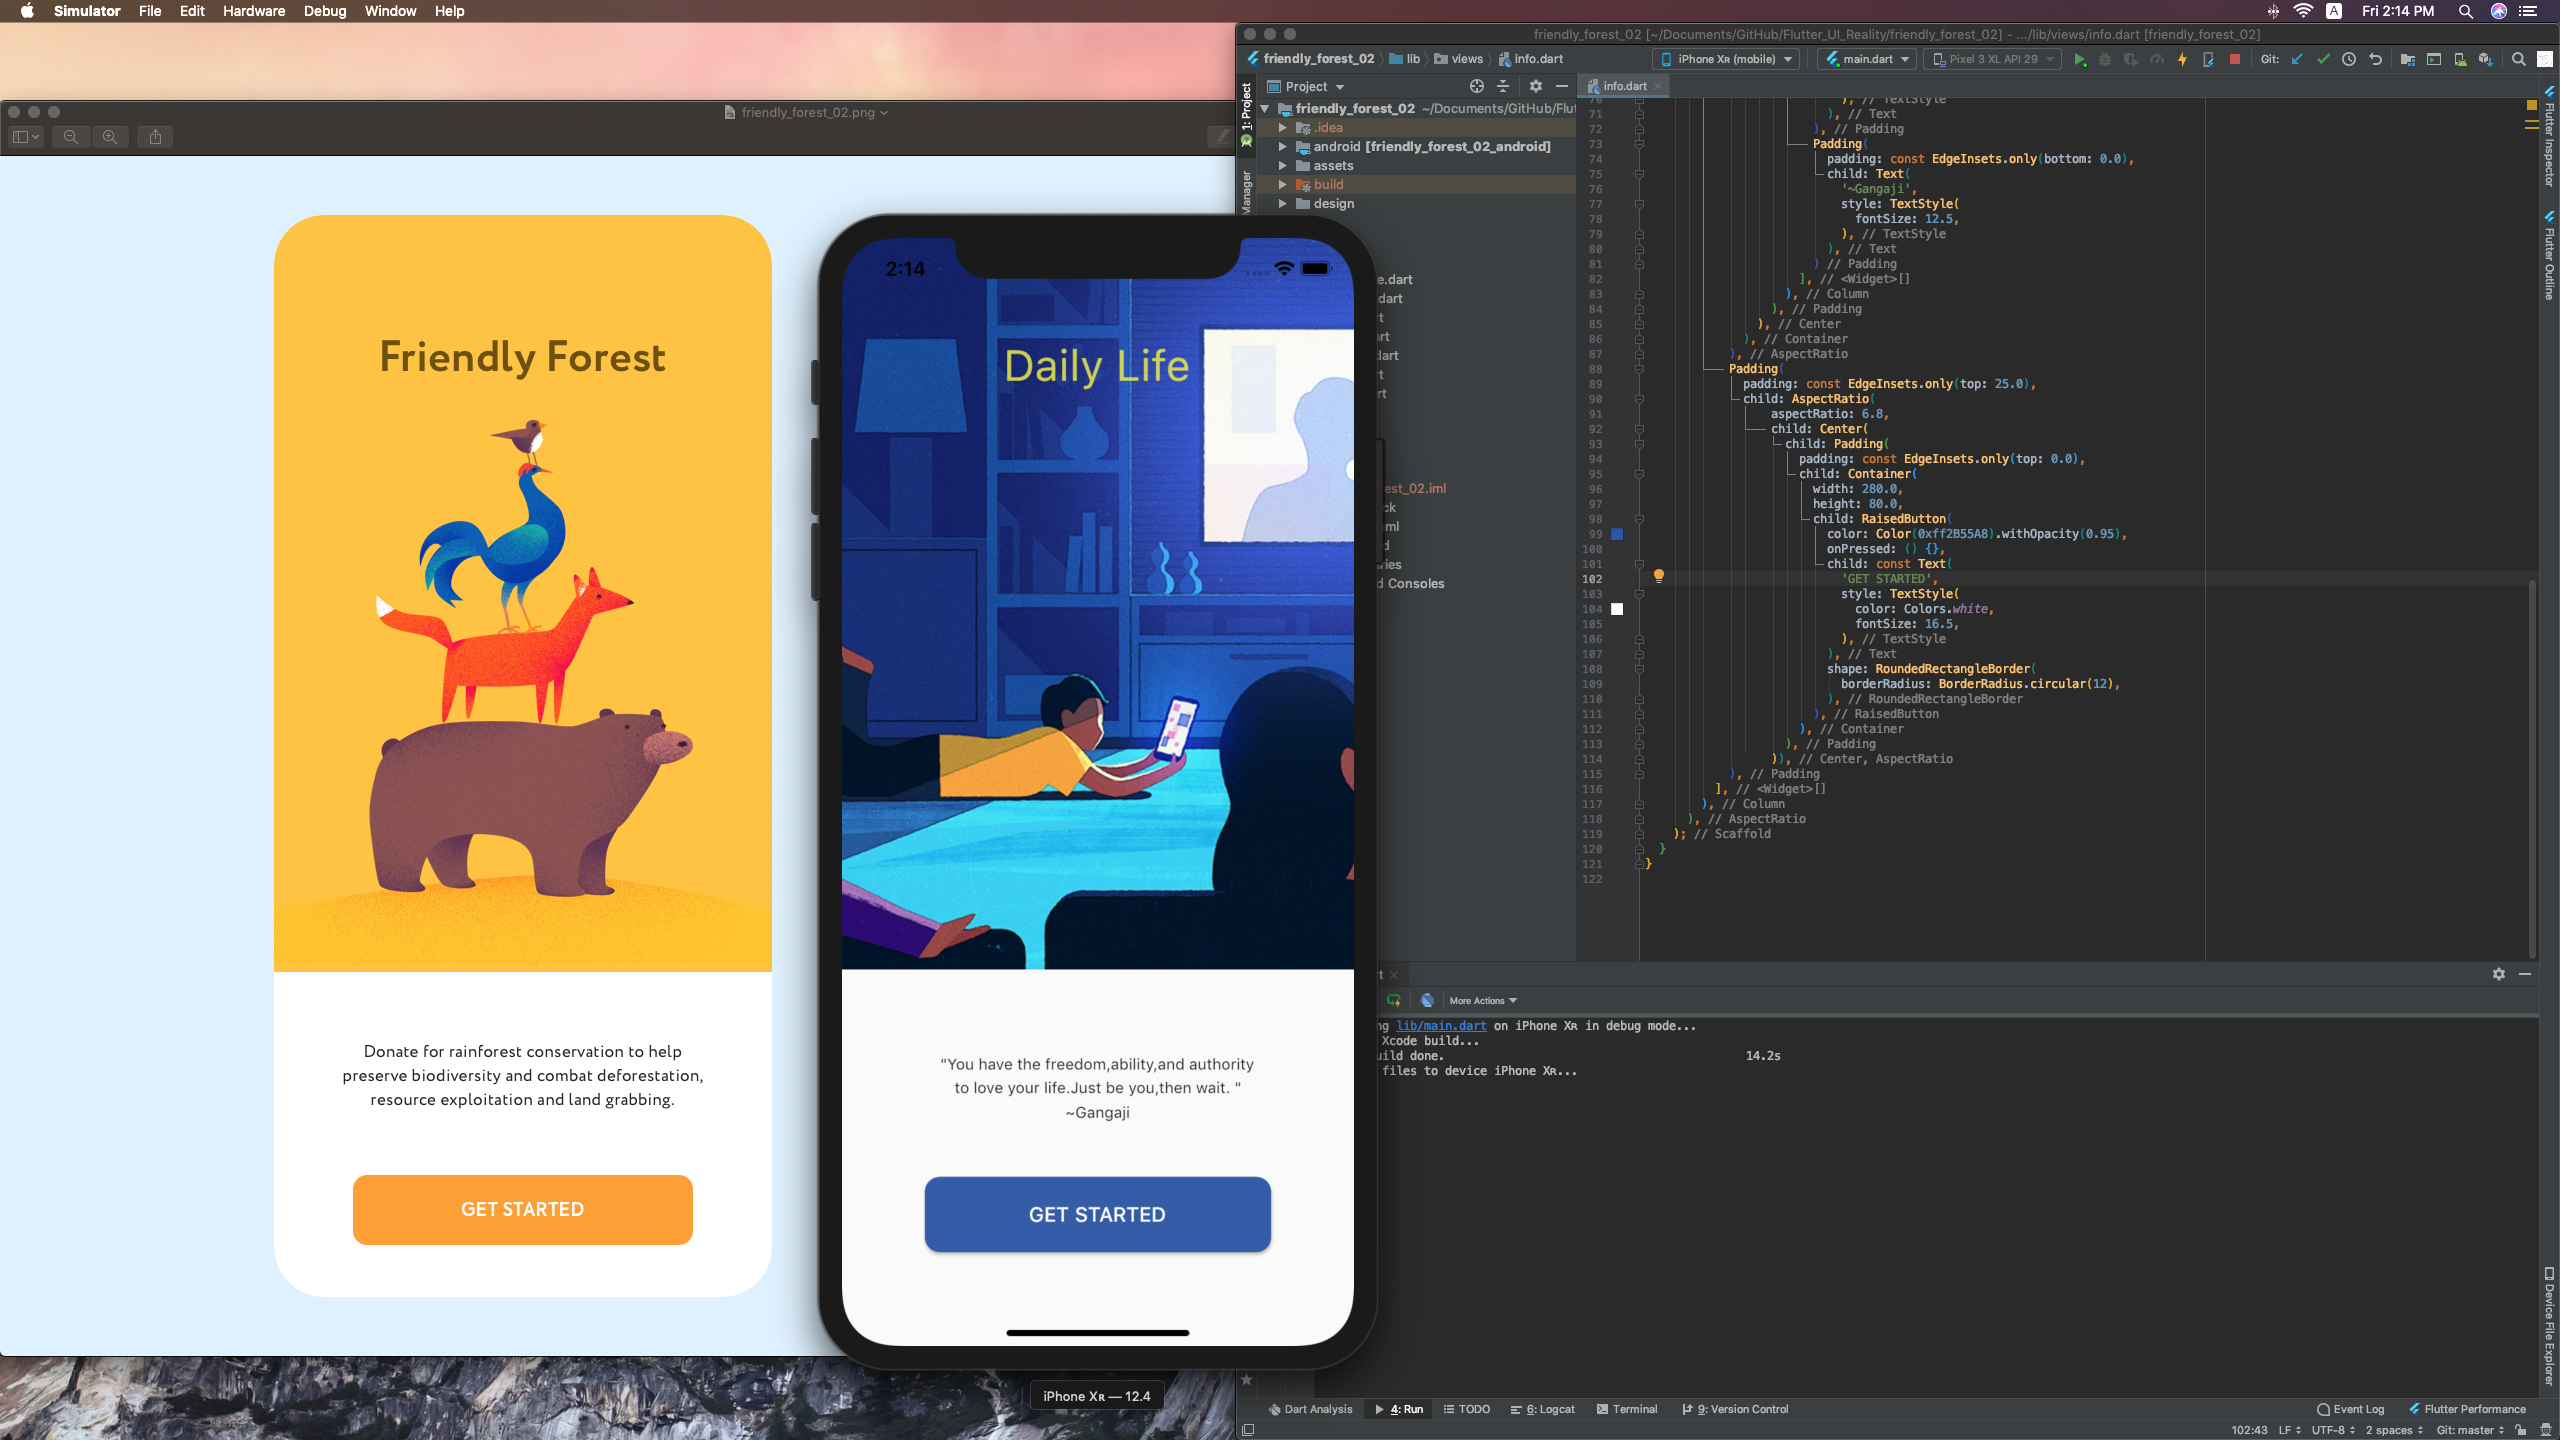 Simulator File Edit Hardware Debug Window Help
A Fri 2:14 PM
friendly_forest_02 [~/Documents/GitHub/Flutter_UI_Reality/friendly_forest_02] - .../lib/views/info.dart [friendly_forest_02]
friendly_forest_02 lib views info.dart
iPhone Xʀ (mobile) main.dart Pixel 3 XL API 29 Git:
friendly_forest_02.png
Friendly Forest
Donate for rainforest conservation to help
preserve biodiversity and combat deforestation,
resource exploitation and land grabbing.
GET STARTED
2:14
Daily Life
"You have the freedom,ability,and authority
to love your life.Just be you,then wait. "
~Gangaji
GET STARTED
iPhone Xʀ — 12.4
1: Project
Manager
Project
friendly_forest_02 ~/Documents/GitHub/Flut
.idea
android [friendly_forest_02_android]
assets
build
design
e.dart
dart
rt
dart
rt
est_02.iml
ck
ml
d
ries
d Consoles
info.dart
70 ), // TextStyle
71 ), // Text
72 ), // Padding
73 Padding(
74 padding: const EdgeInsets.only(bottom: 0.0),
75 child: Text(
76 '~Gangaji',
77 style: TextStyle(
78 fontSize: 12.5,
79 ), // TextStyle
80 ), // Text
81 ) // Padding
82 ], // <Widget>[]
83 ), // Column
84 ), // Padding
85 ), // Center
86 ), // Container
87 ), // AspectRatio
88 Padding(
89 padding: const EdgeInsets.only(top: 25.0),
90 child: AspectRatio(
91 aspectRatio: 6.8,
92 child: Center(
93 child: Padding(
94 padding: const EdgeInsets.only(top: 0.0),
95 child: Container(
96 width: 280.0,
97 height: 80.0,
98 child: RaisedButton(
99 color: Color(0xff2B55A8).withOpacity(0.95),
100 onPressed: () {},
101 child: const Text(
102 'GET STARTED',
103 style: TextStyle(
104 color: Colors.white,
105 fontSize: 16.5,
106 ), // TextStyle
107 ), // Text
108 shape: RoundedRectangleBorder(
109 borderRadius: BorderRadius.circular(12),
110 ), // RoundedRectangleBorder
111 ), // RaisedButton
112 ), // Container
113 ), // Padding
114 )), // Center, AspectRatio
115 ), // Padding
116 ], // <Widget>[]
117 ), // Column
118 ), // AspectRatio
119 ); // Scaffold
120 }
121 }
122
Flutter Inspector
Flutter Outline
Device File Explorer
More Actions
ng lib/main.dart on iPhone Xʀ in debug mode...
Xcode build...
uild done. 14.2s
files to device iPhone Xʀ...
Dart Analysis 4: Run TODO 6: Logcat Terminal 9: Version Control Event Log Flutter Performance
102:43 LF UTF-8 2 spaces Git: master